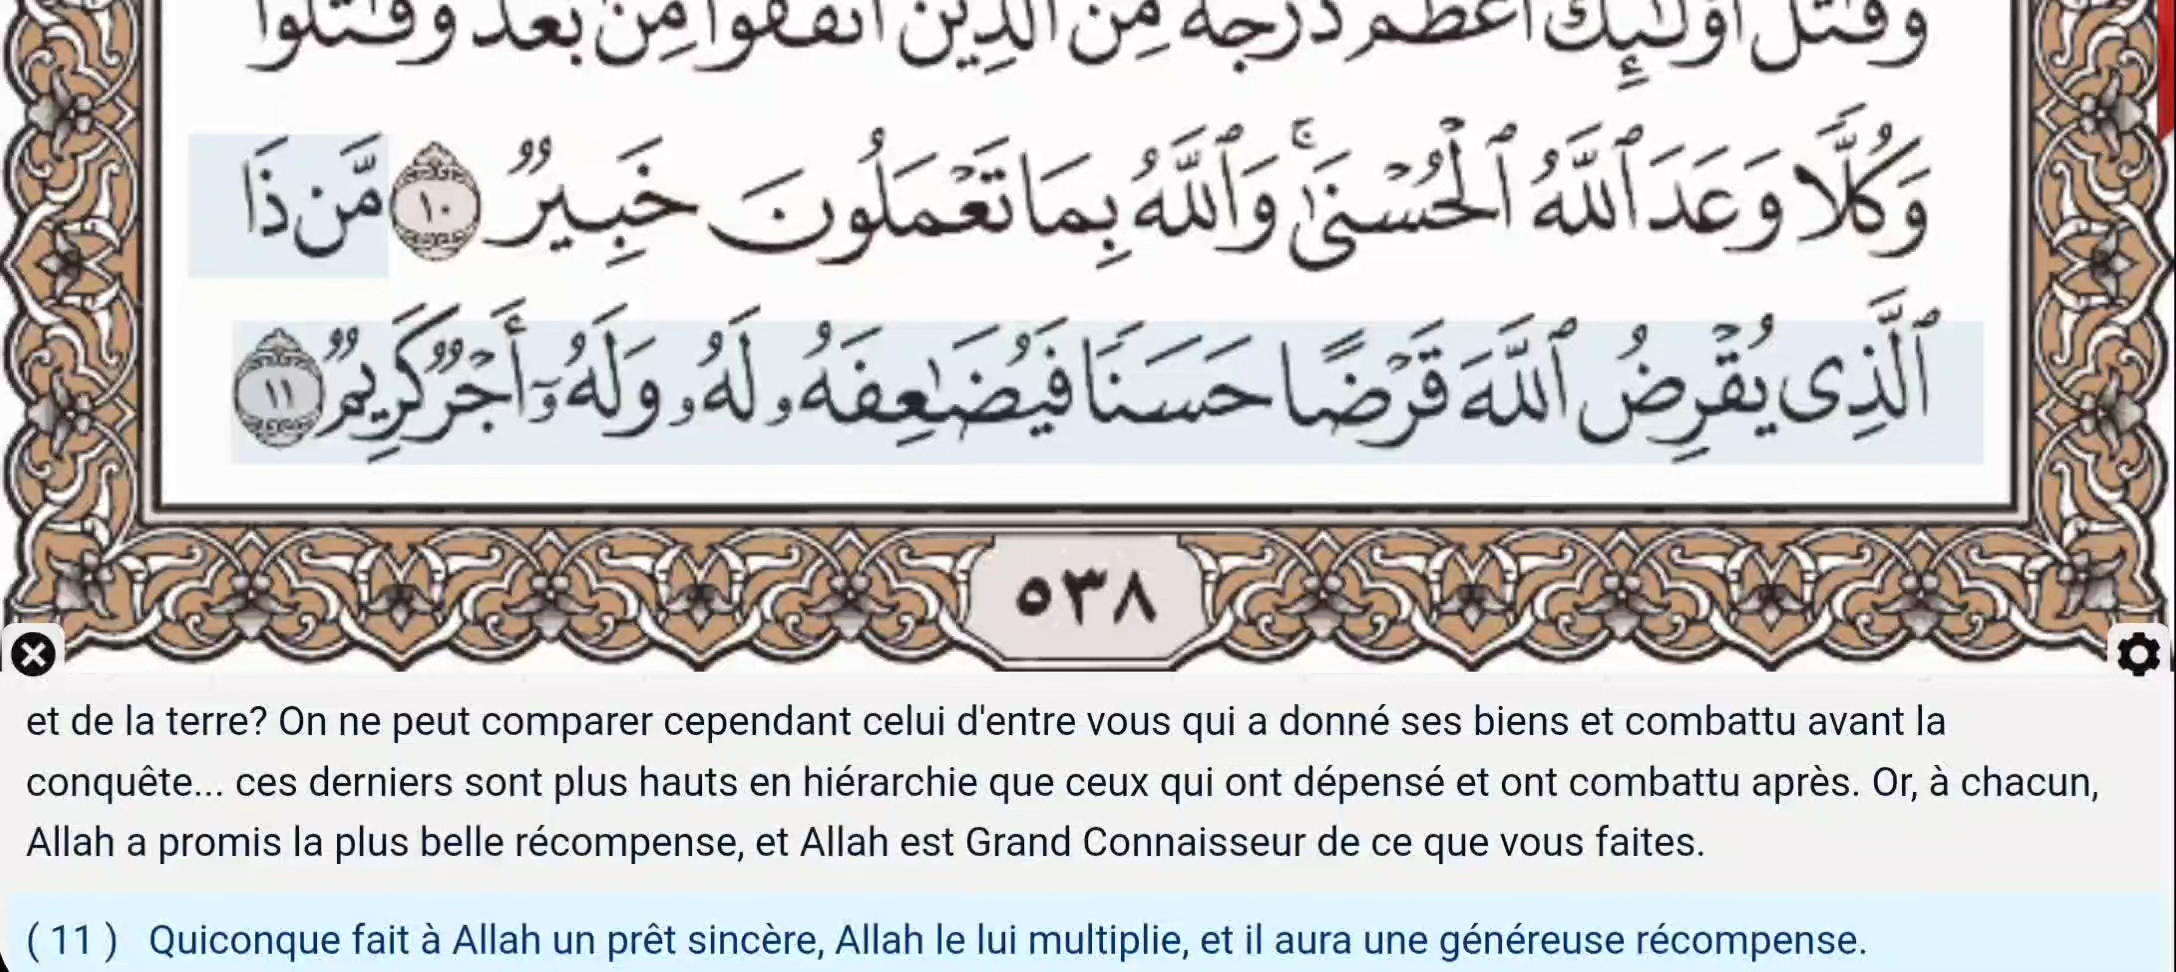 وَقَٰتَلَ أُو۟لَٰٓئِكَ أَعْظَمُ دَرَجَةً مِّنَ ٱلَّذِينَ أَنفَقُوا۟ مِنۢ بَعْدُ وَقَٰتَلُوا۟
وَكُلًّا وَعَدَ ٱللَّهُ ٱلْحُسْنَىٰ ۚ وَٱللَّهُ بِمَا تَعْمَلُونَ خَبِيرٌ ١٠ مَّن ذَا
ٱلَّذِى يُقْرِضُ ٱللَّهَ قَرْضًا حَسَنًا فَيُضَٰعِفَهُۥ لَهُۥ وَلَهُۥٓ أَجْرٌ كَرِيمٌ ١١
٥٣٨
et de la terre? On ne peut comparer cependant celui d'entre vous qui a donné ses biens et combattu avant la
conquête... ces derniers sont plus hauts en hiérarchie que ceux qui ont dépensé et ont combattu après. Or, à chacun,
Allah a promis la plus belle récompense, et Allah est Grand Connaisseur de ce que vous faites.
( 11 ) Quiconque fait à Allah un prêt sincère, Allah le lui multiplie, et il aura une généreuse récompense.